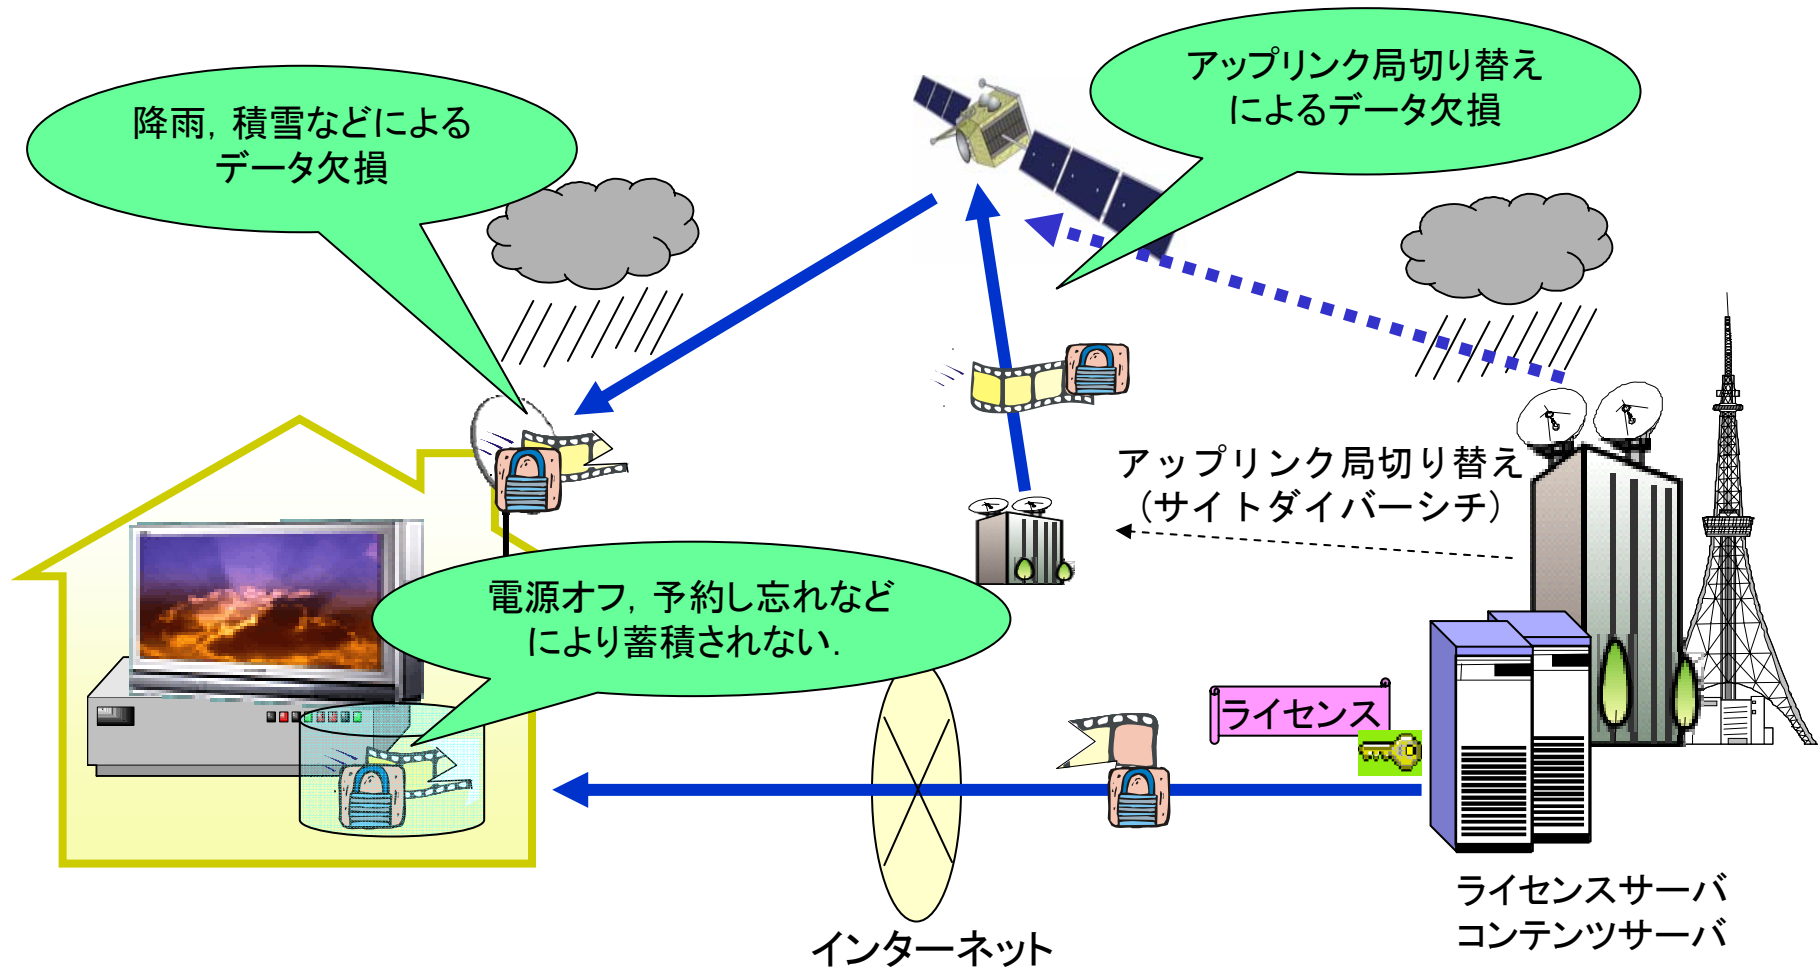 アップリンク局切り替え
によるデータ欠損
降雨，積雪などによる
データ欠損
アップリンク局切り替え
（サイトダイバーシチ）
電源オフ，予約し忘れなど
により蓄積されない．
ライセンス
ライセンスサーバ
コンテンツサーバ
インターネット